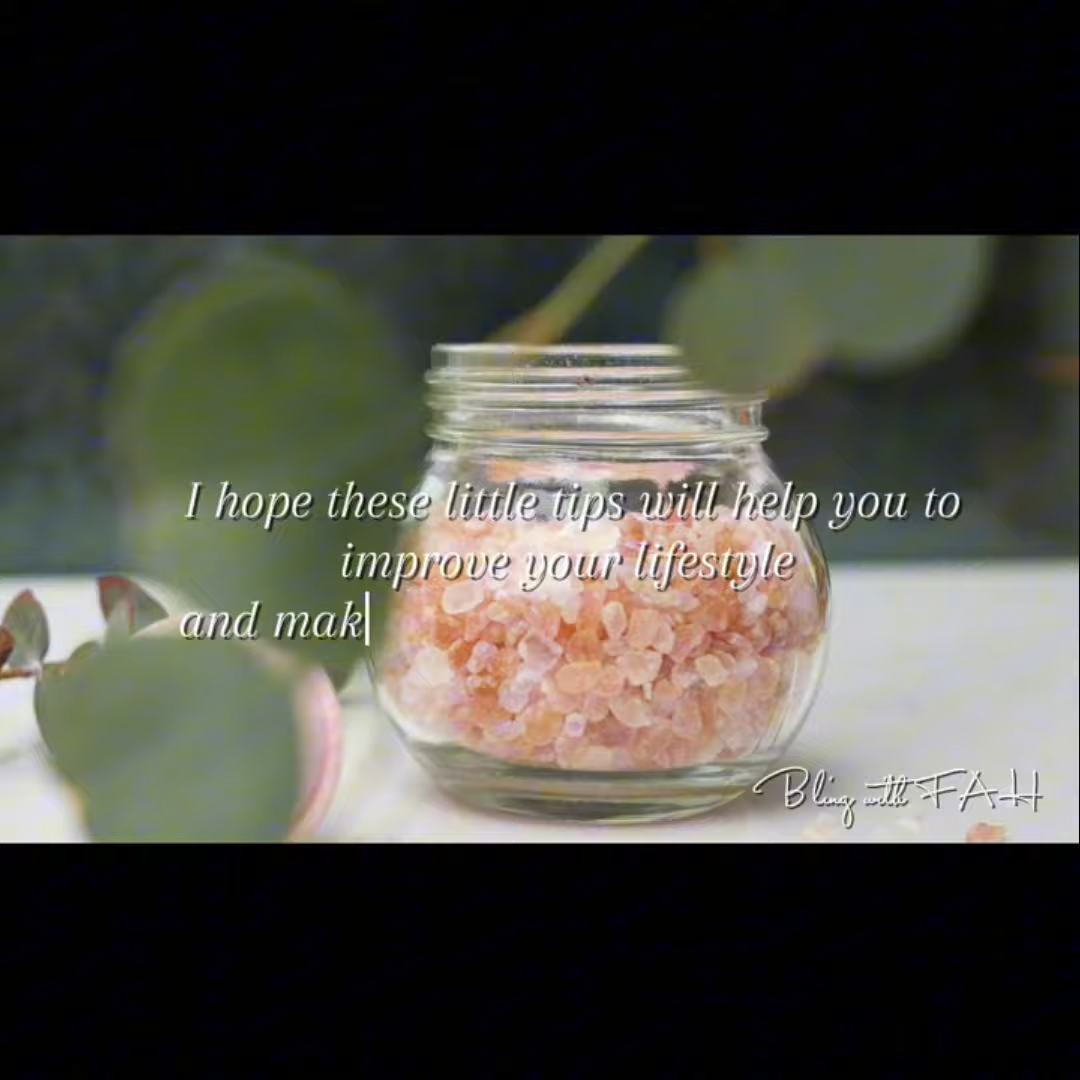 I hope these little tips will help you to
improve your lifestyle
and mak
Bling with FAH